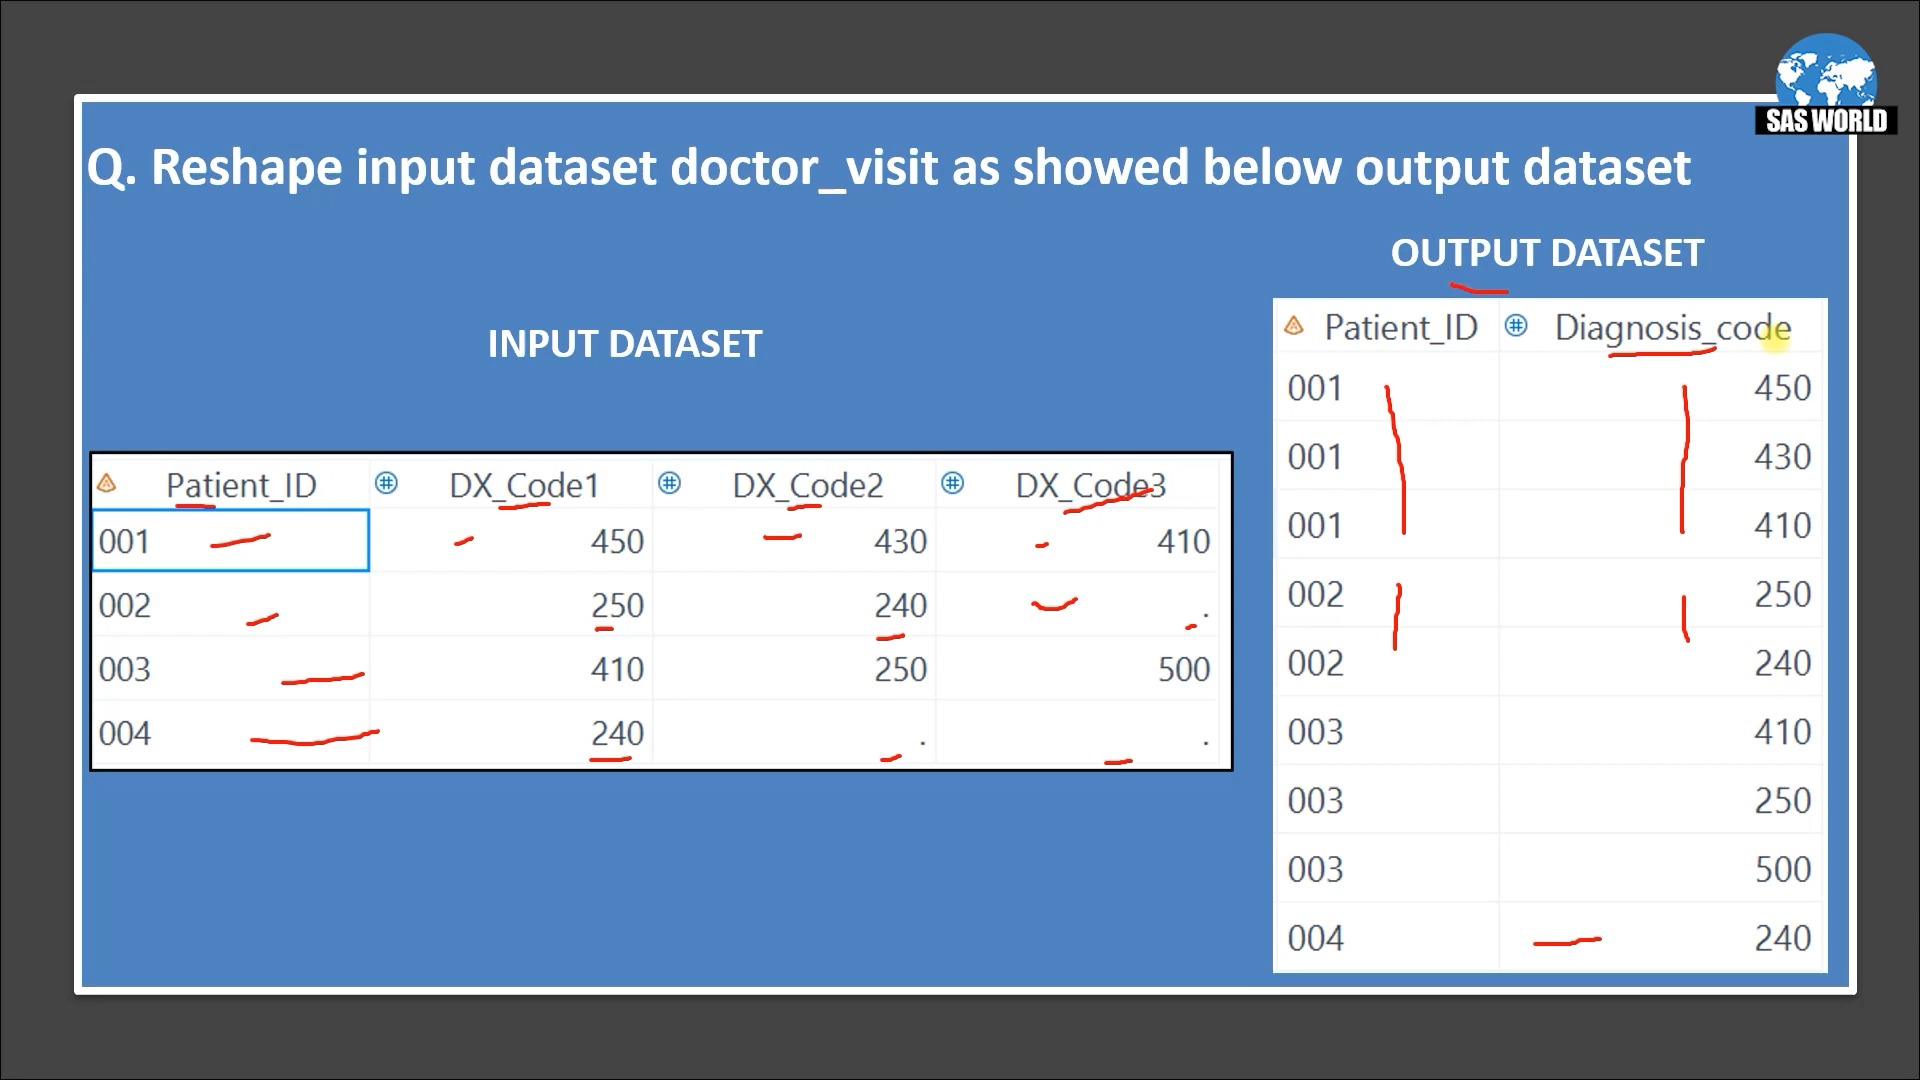 SAS WORLD
Q. Reshape input dataset doctor_visit as showed below output dataset
INPUT DATASET
Patient_ID DX_Code1 DX_Code2 DX_Code3
001 450 430 410
002 250 240 .
003 410 250 500
004 240 . .
OUTPUT DATASET
Patient_ID Diagnosis_code
001 450
001 430
001 410
002 250
002 240
003 410
003 250
003 500
004 240